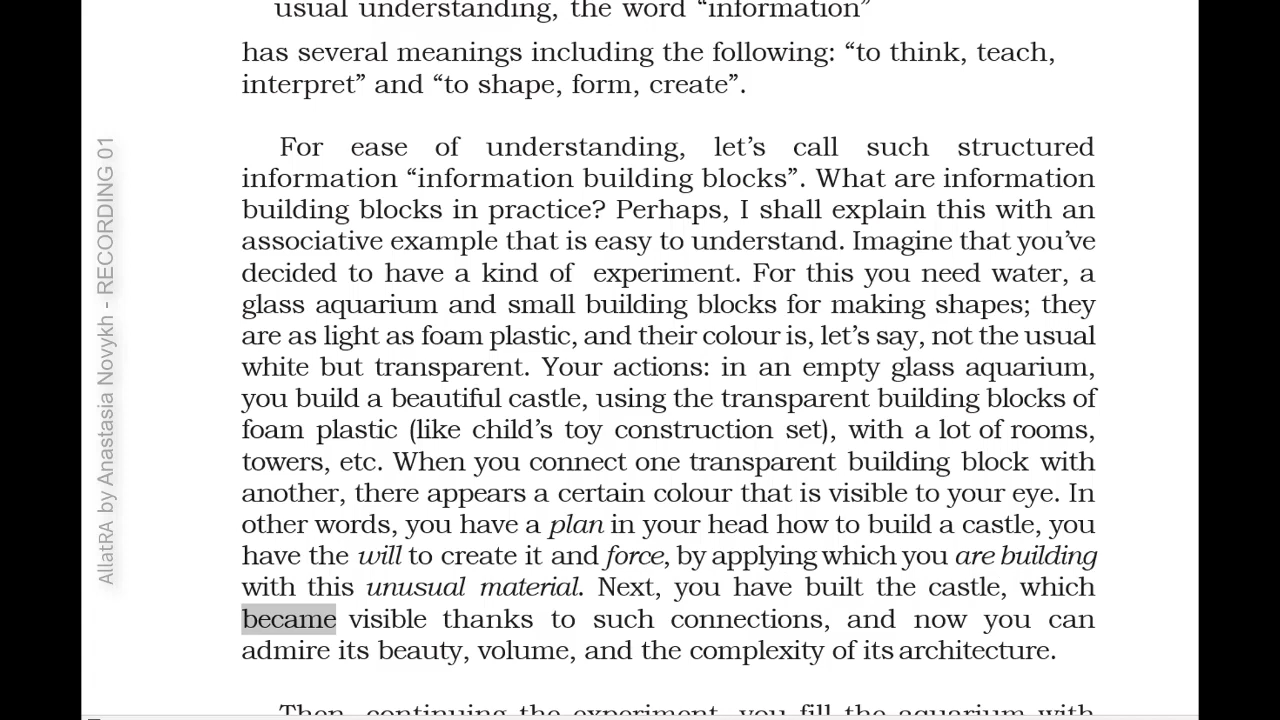 usual understanding, the word “information”
has several meanings including the following: “to think, teach,
interpret” and “to shape, form, create”.
For ease of understanding, let’s call such structured
information “information building blocks”. What are information
building blocks in practice? Perhaps, I shall explain this with an
associative example that is easy to understand. Imagine that you’ve
decided to have a kind of experiment. For this you need water, a
glass aquarium and small building blocks for making shapes; they
are as light as foam plastic, and their colour is, let’s say, not the usual
white but transparent. Your actions: in an empty glass aquarium,
you build a beautiful castle, using the transparent building blocks of
foam plastic (like child’s toy construction set), with a lot of rooms,
towers, etc. When you connect one transparent building block with
another, there appears a certain colour that is visible to your eye. In
other words, you have a plan in your head how to build a castle, you
have the will to create it and force, by applying which you are building
with this unusual material. Next, you have built the castle, which
became visible thanks to such connections, and now you can
admire its beauty, volume, and the complexity of its architecture.
Then, continuing the experiment, you fill the aquarium with
AllatRA by Anastasia Novykh - RECORDING 01